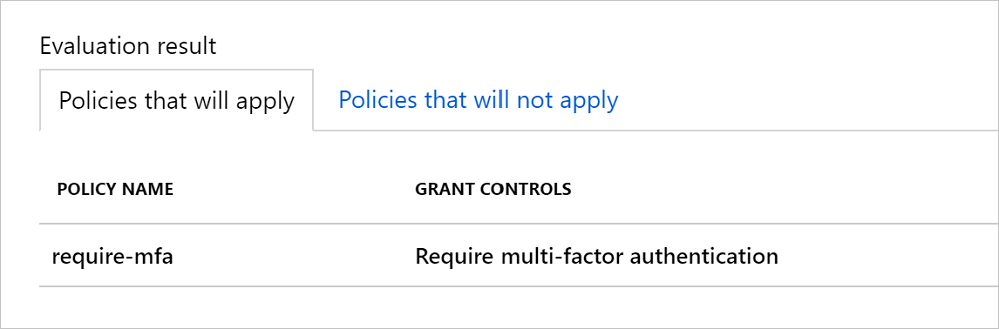 Evaluation result
Policies that will apply Policies that will not apply
POLICY NAME GRANT CONTROLS
require-mfa Require multi-factor authentication